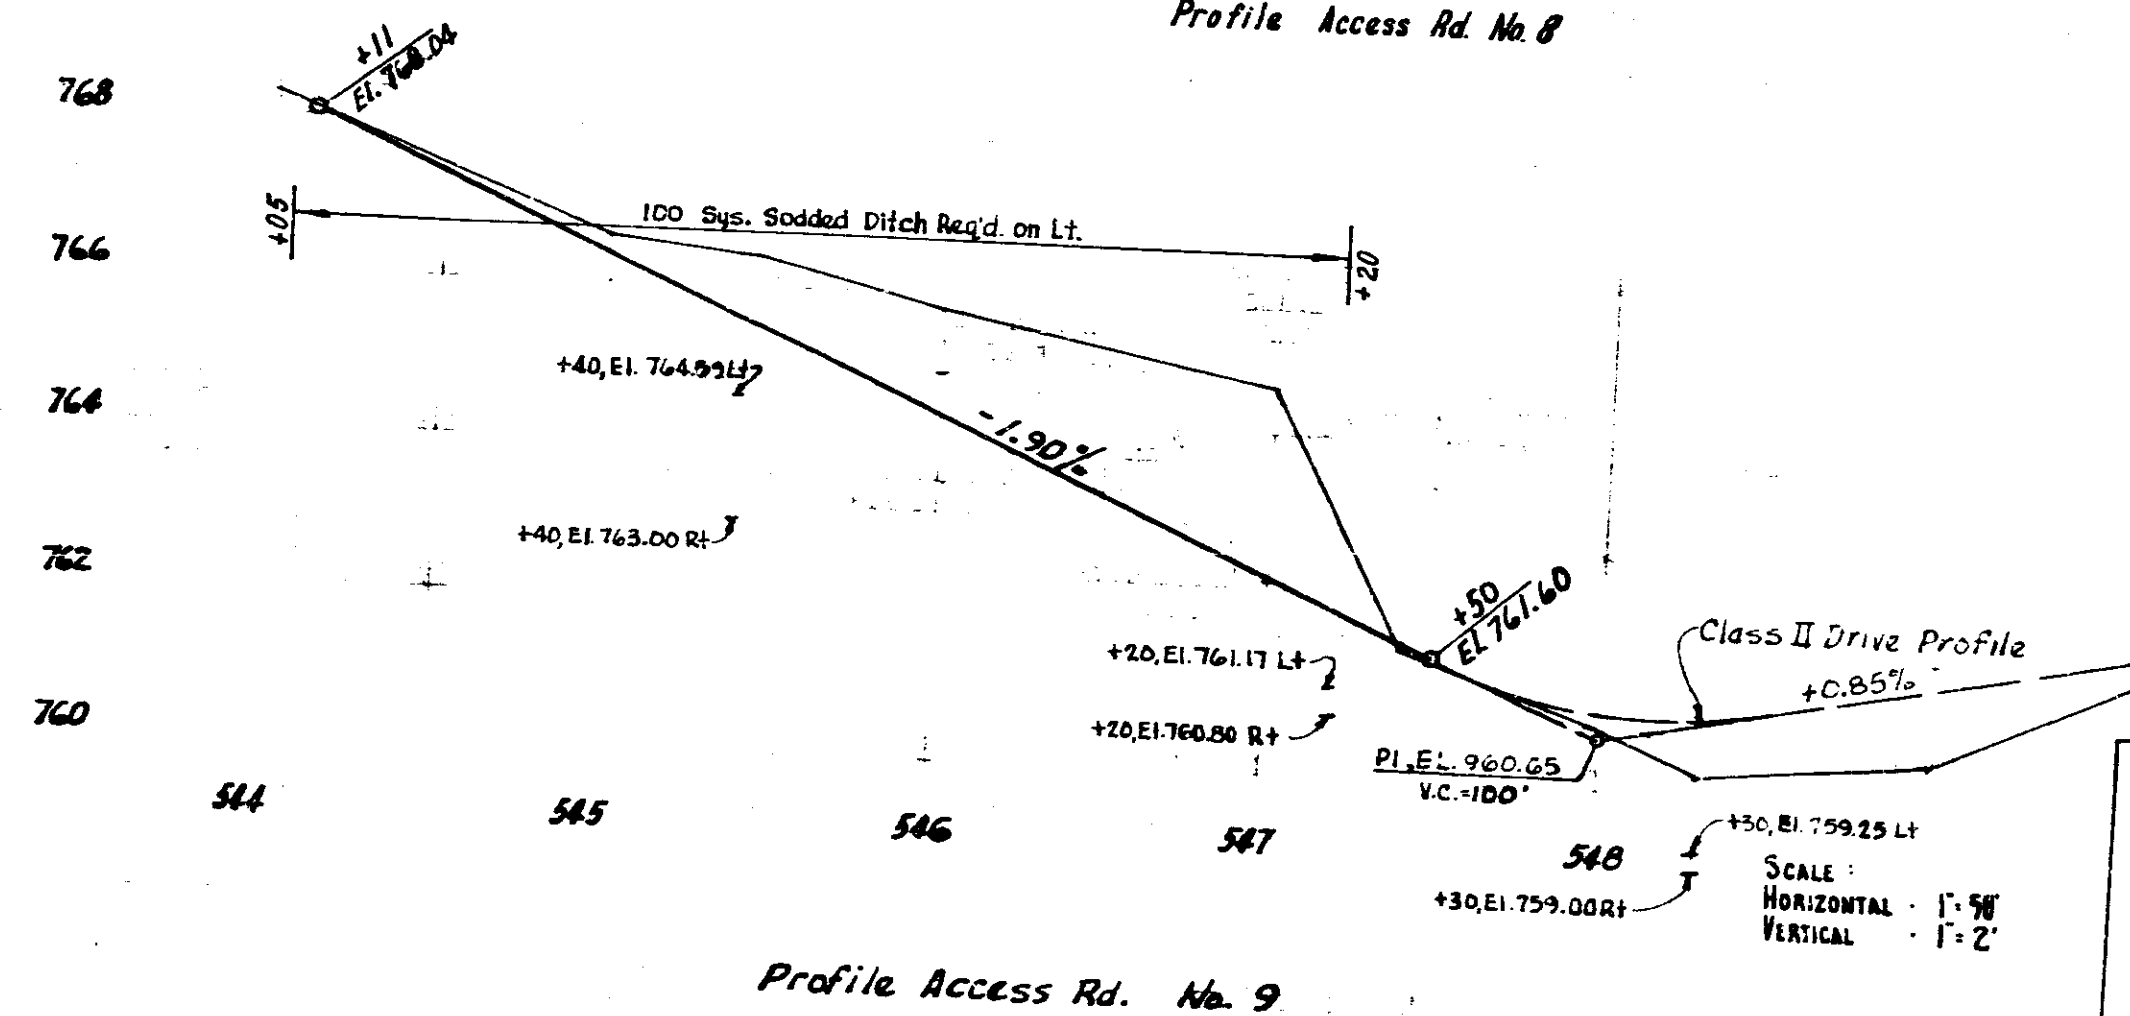 Profile Access Rd. No. 8
+11
El. 768.04
768
+05
100 Sys. Sodded Ditch Req'd. on Lt.
+20
766
+40, El. 764.59 Lt
764
-1.90%
+40, El. 763.00 Rt
762
+50
El 761.60
+20, El. 761.17 Lt
Class II Drive Profile
+0.85%
760
+20, El. 760.80 Rt
PI, EL. 960.65
V.C.=100'
544
545
546
547
548
+30, El. 759.25 Lt
+30, El. 759.00 Rt
SCALE :
HORIZONTAL - 1"= 50'
VERTICAL - 1"= 2'
Profile Access Rd. No. 9